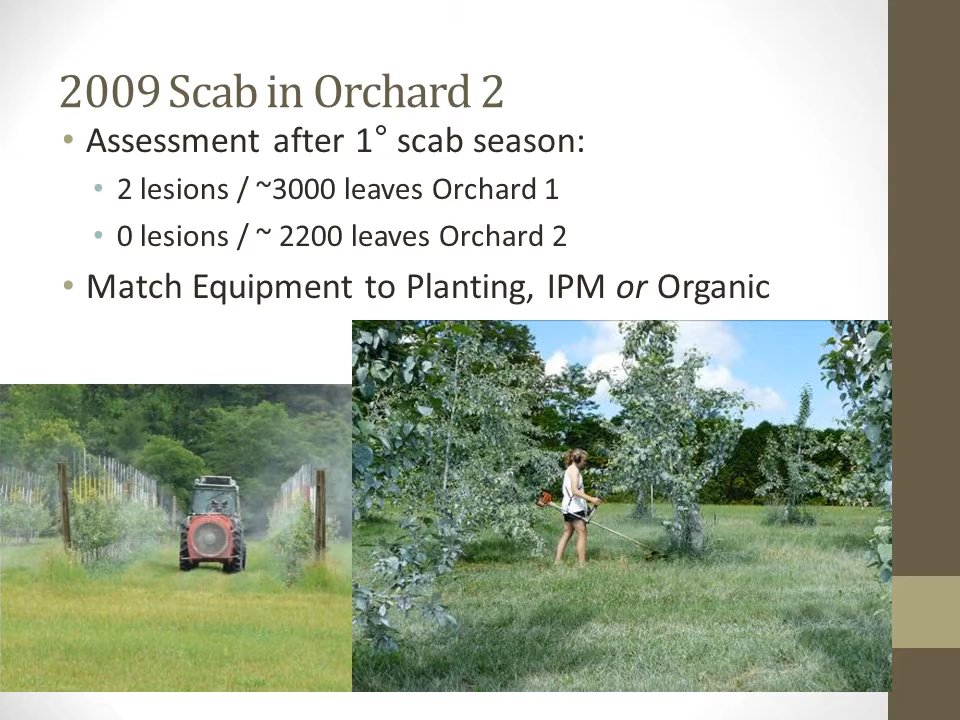 2009 Scab in Orchard 2
• Assessment after 1° scab season:
• 2 lesions / ~3000 leaves Orchard 1
• 0 lesions / ~ 2200 leaves Orchard 2
• Match Equipment to Planting, IPM or Organic